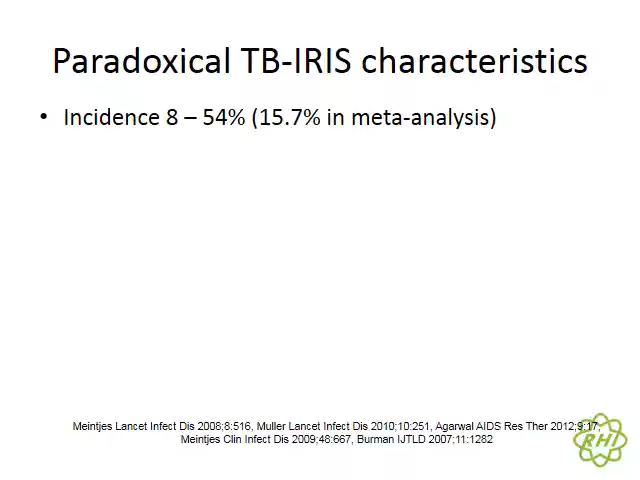 Paradoxical TB-IRIS characteristics
• Incidence 8 – 54% (15.7% in meta-analysis)
Meintjes Lancet Infect Dis 2008;8:516, Muller Lancet Infect Dis 2010;10:251, Agarwal AIDS Res Ther 2012;9:17,
Meintjes Clin Infect Dis 2009;48:667, Burman IJTLD 2007;11:1282
RHI